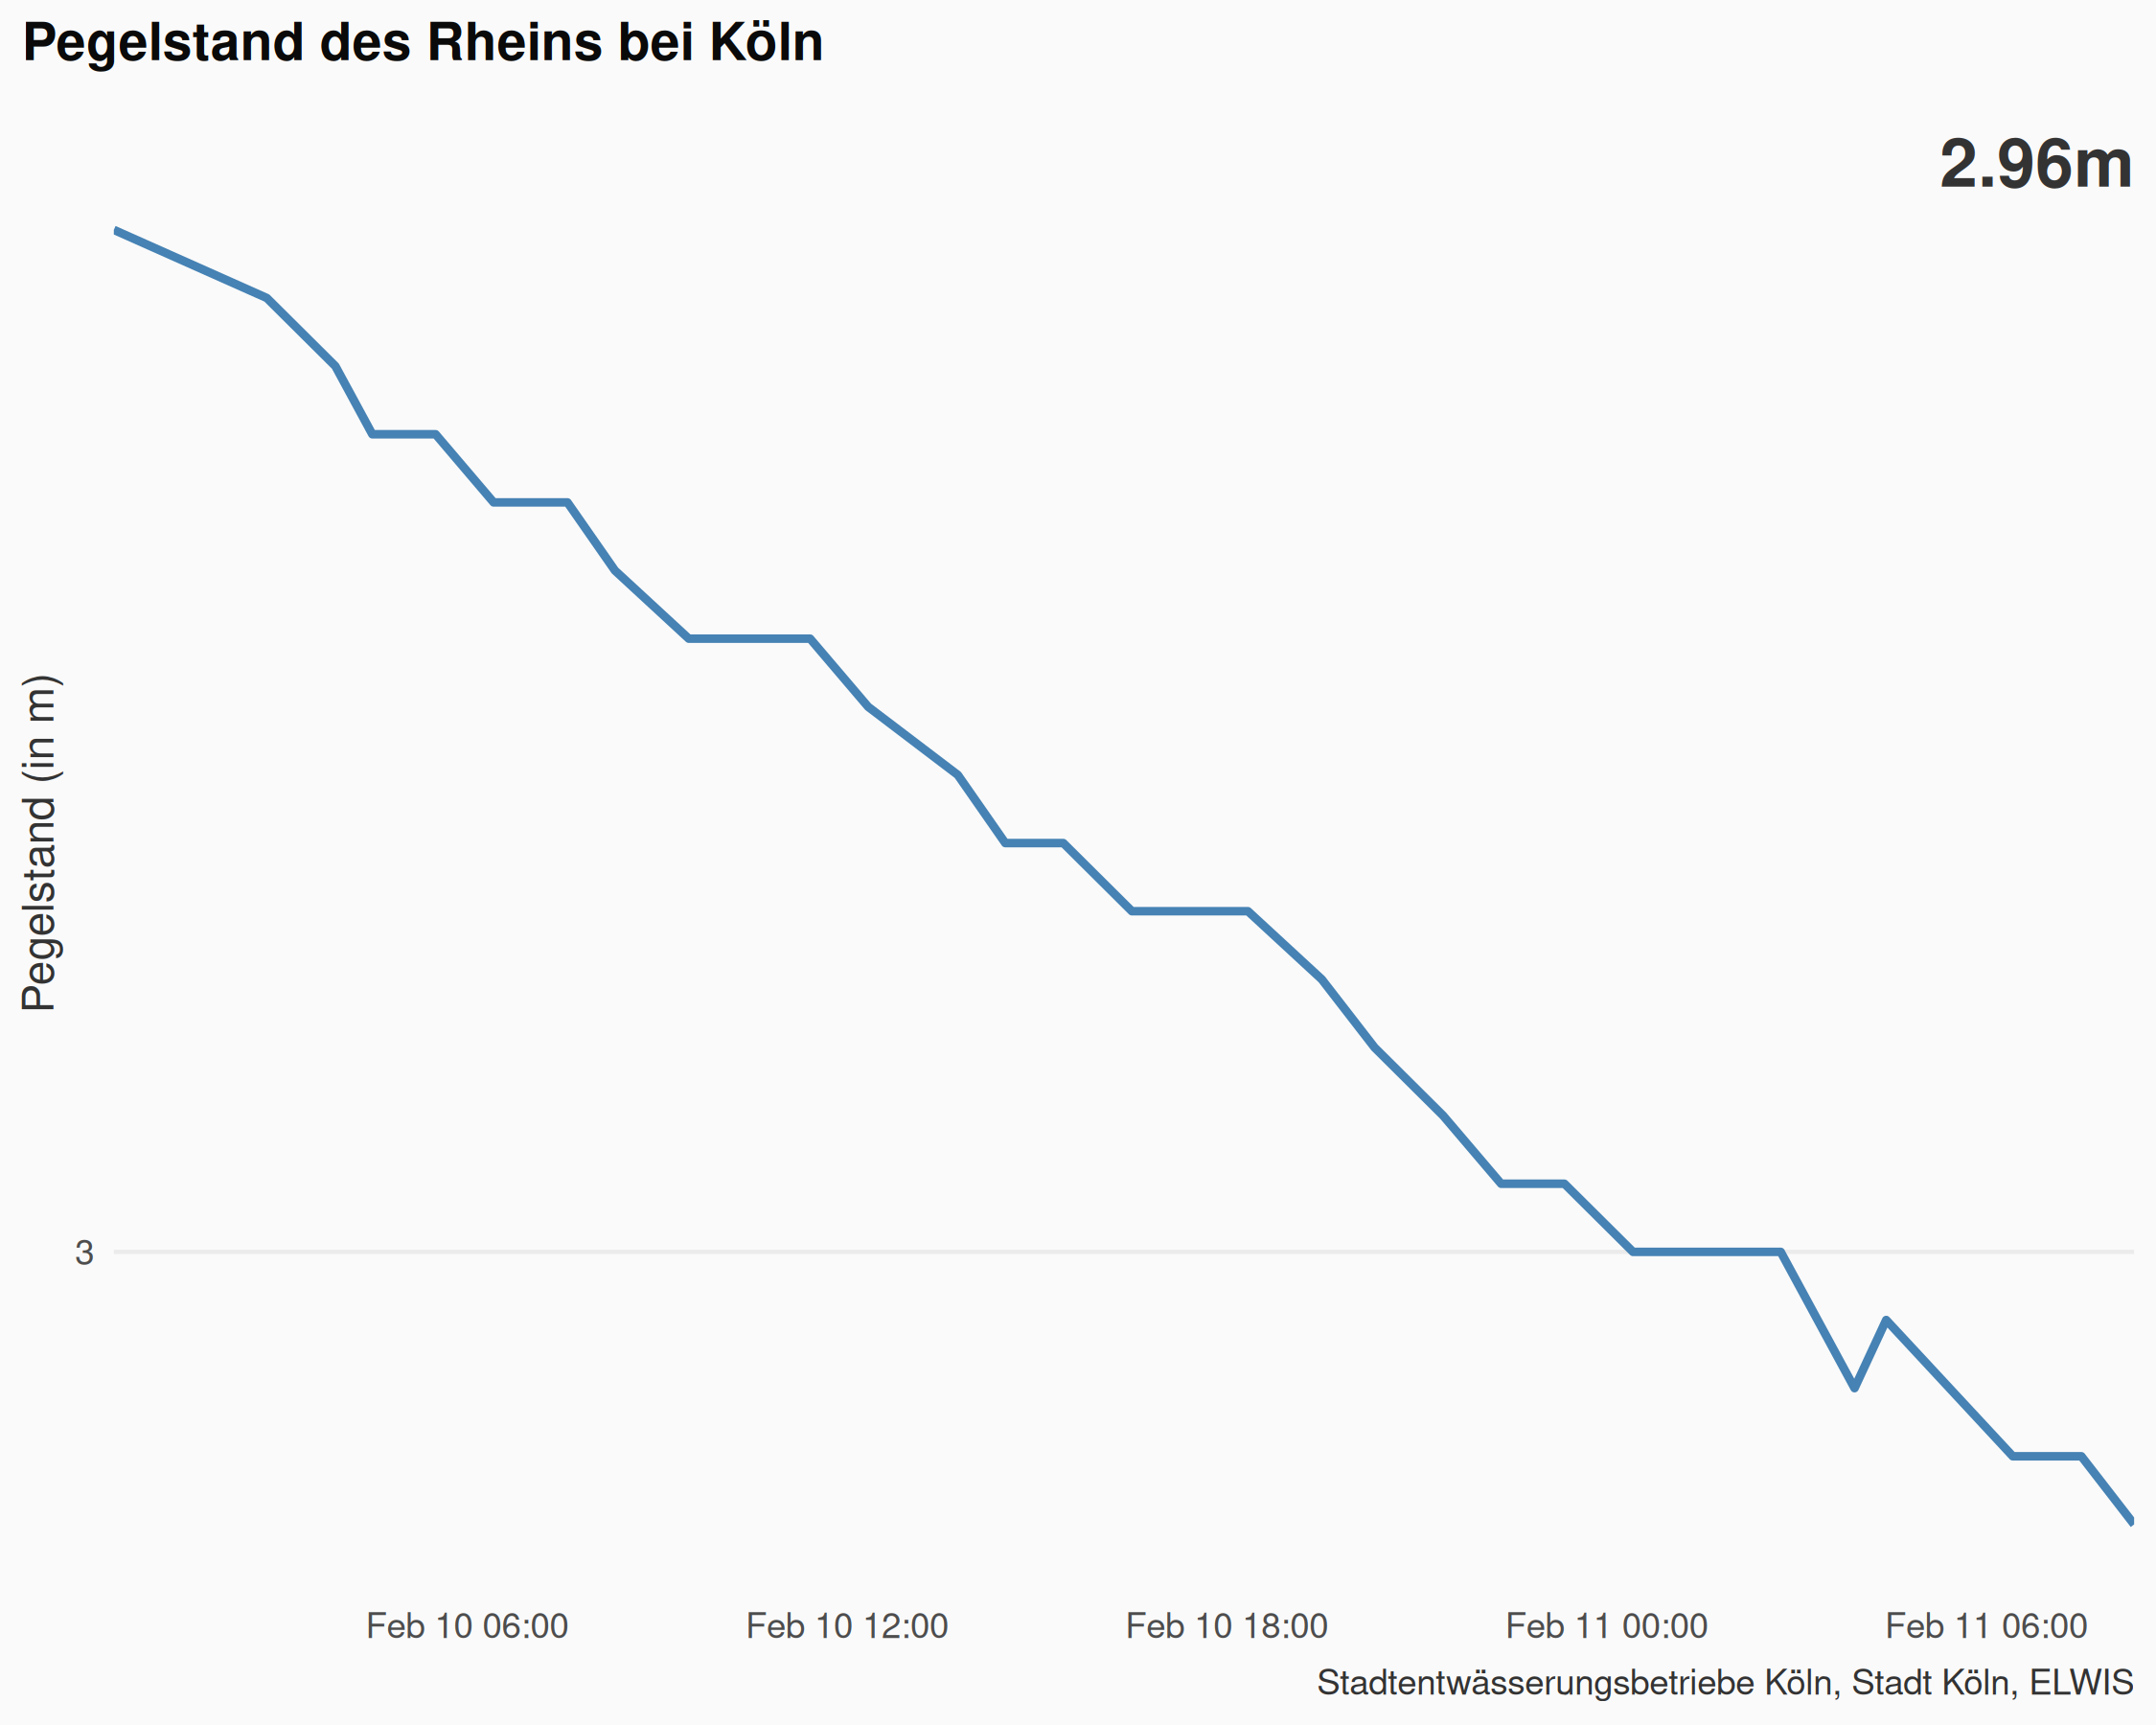 Pegelstand des Rheins bei Köln
2.96m
Pegelstand (in m)
3
Feb 10 06:00 Feb 10 12:00 Feb 10 18:00 Feb 11 00:00 Feb 11 06:00
Stadtentwässerungsbetriebe Köln, Stadt Köln, ELWIS